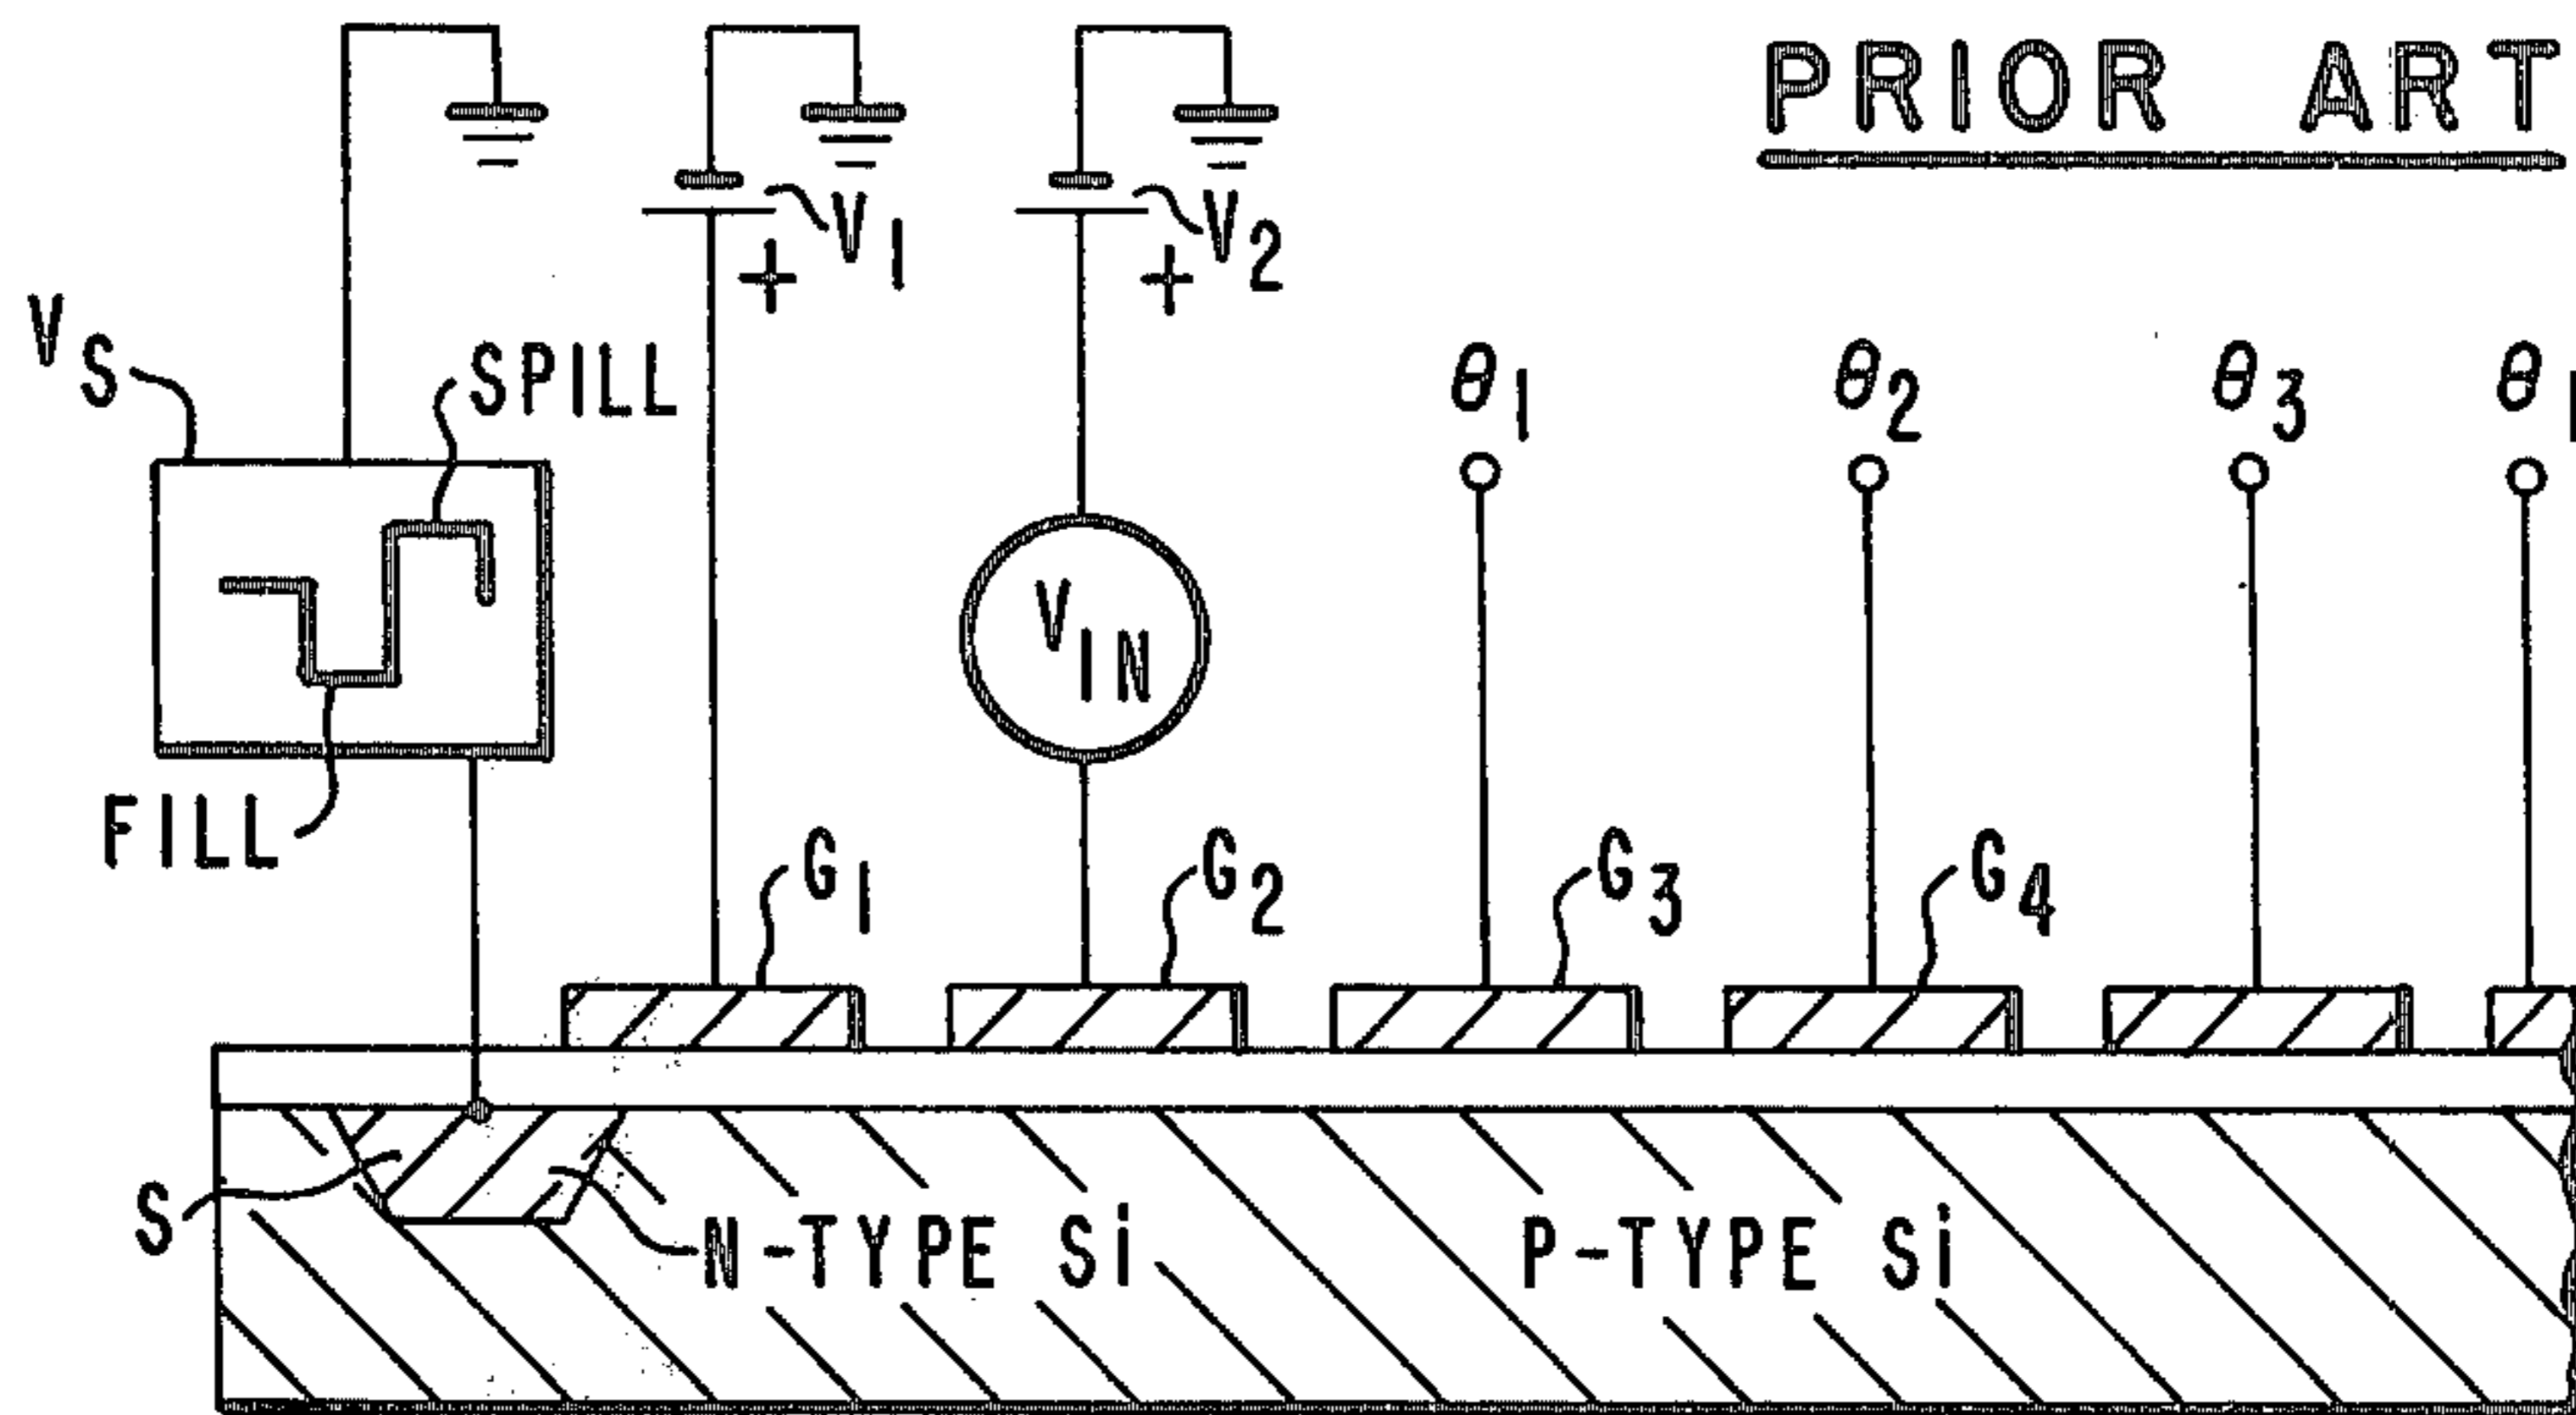 PRIOR ART
V1
+
V2
+
VS
SPILL
θ1
θ2
θ3
θ1
VIN
FILL
G1
G2
G3
G4
S
N-TYPE Si
P-TYPE Si